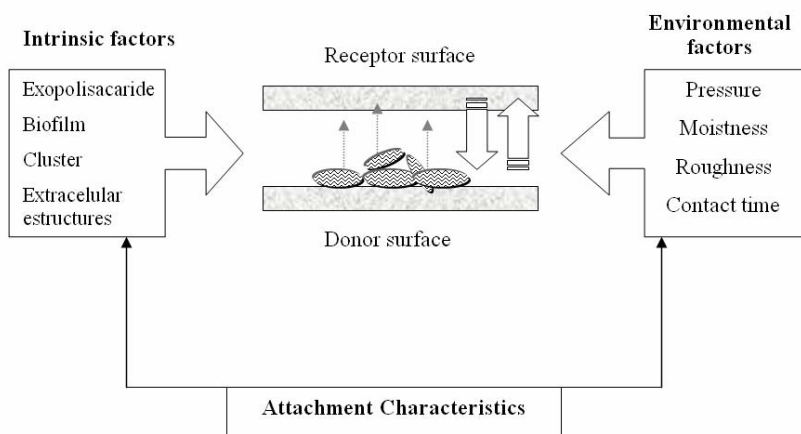 Intrinsic factors
Exopolisacaride
Biofilm
Cluster
Extracelular
estructures
Receptor surface
Donor surface
Environmental
factors
Pressure
Moistness
Roughness
Contact time
Attachment Characteristics